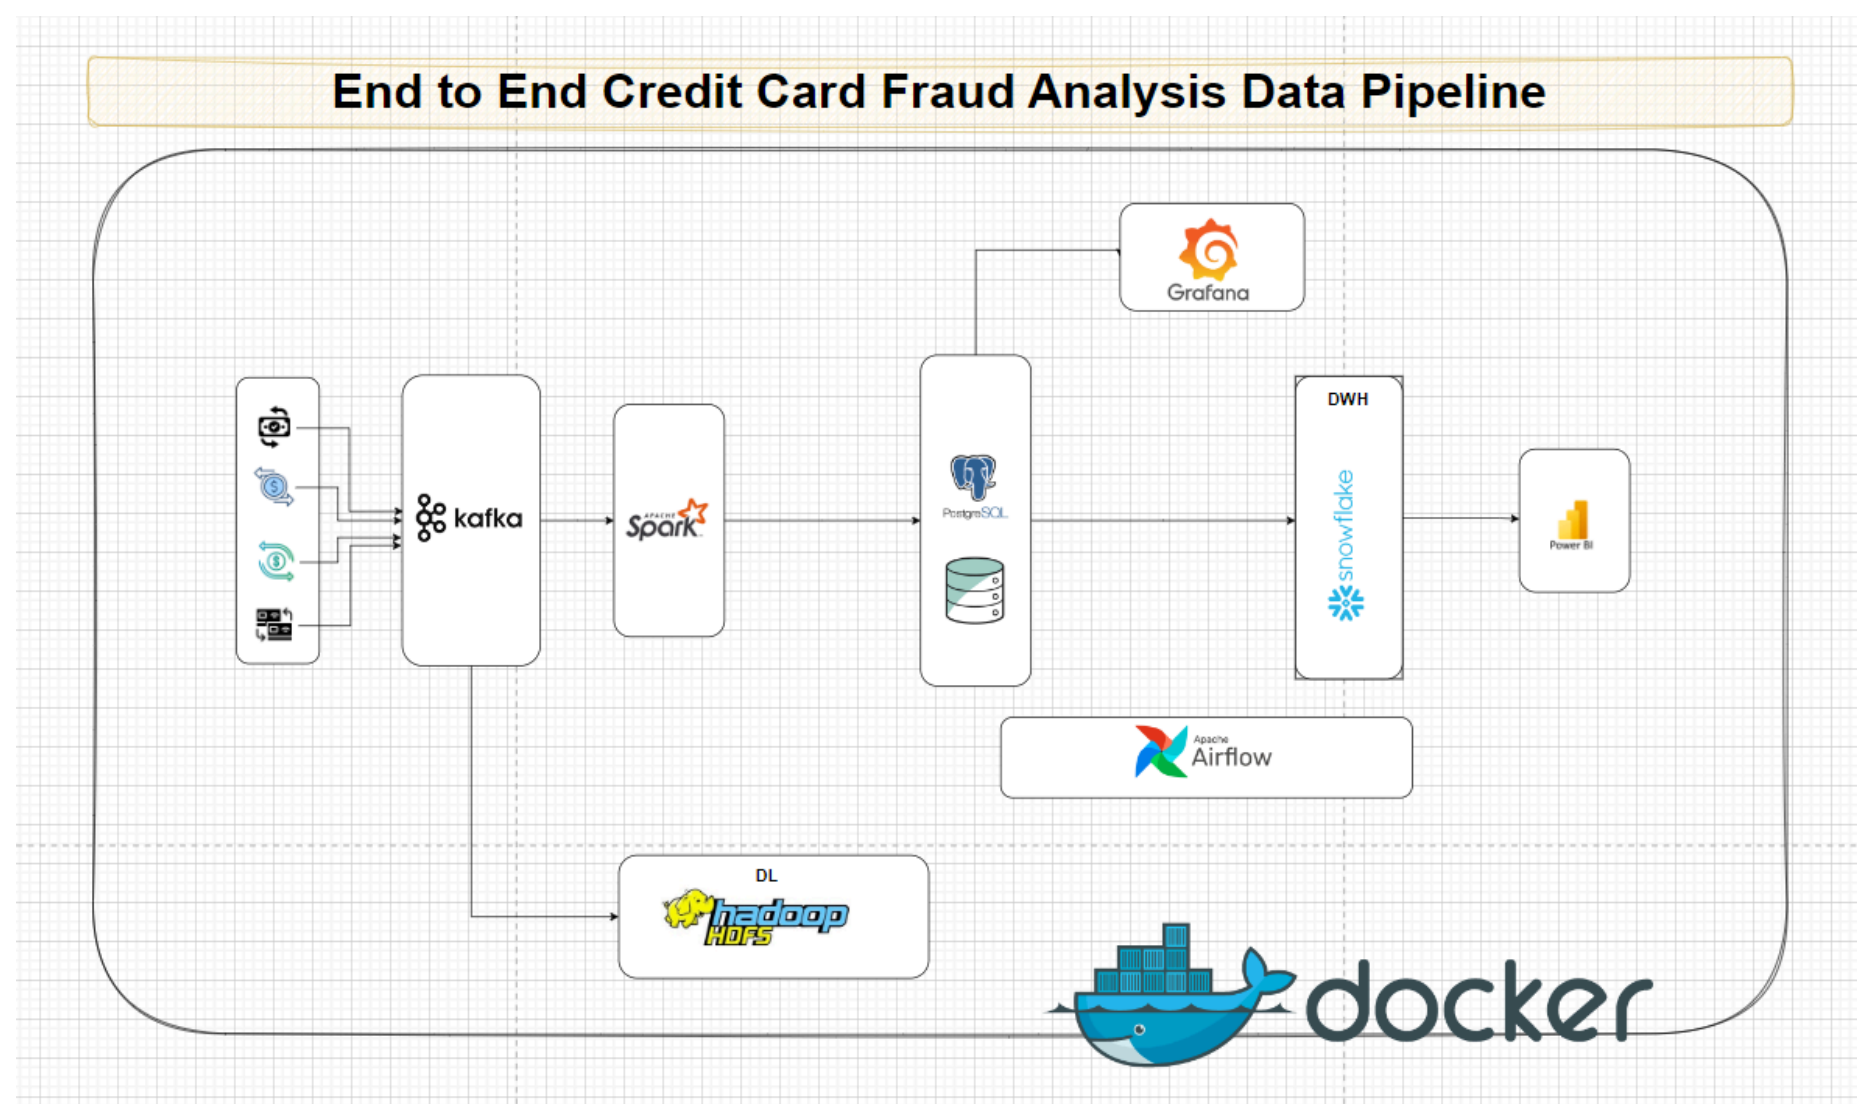 End to End Credit Card Fraud Analysis Data Pipeline
Grafana
DWH
kafka
APACHE
Spark
PostgreSQL
snowflake
Power BI
Apache
Airflow
DL
hadoop
HDFS
docker